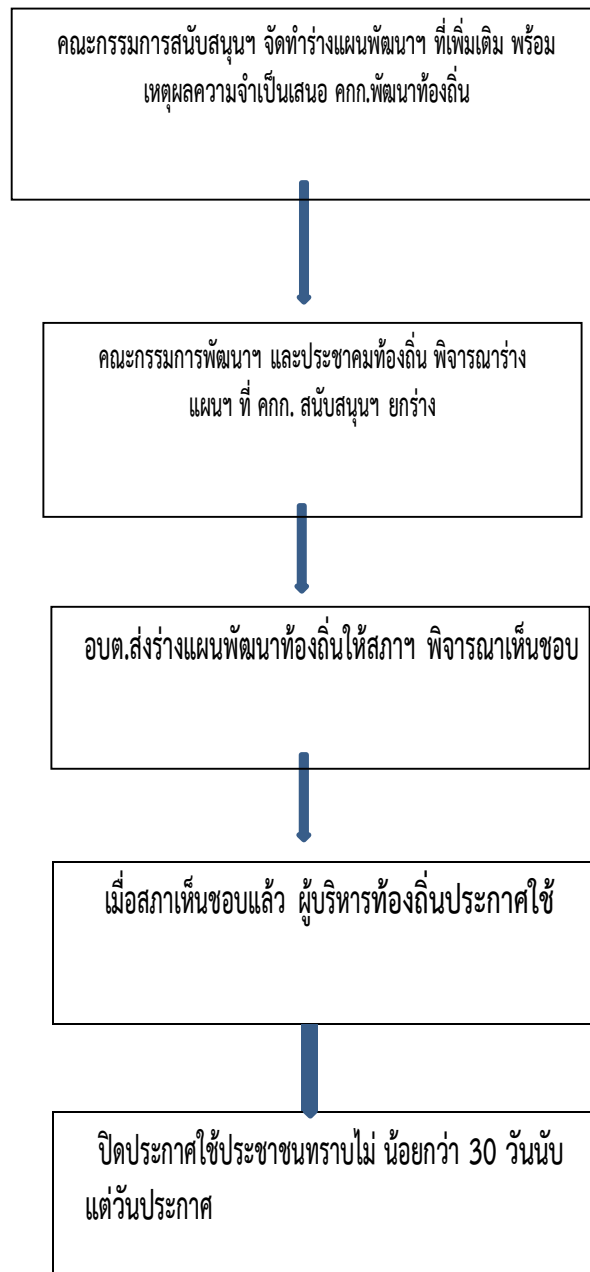 คณะกรรมการสนับสนุนฯ จัดทำร่างแผนพัฒนาฯ ที่เพิ่มเติม พร้อม
เหตุผลความจำเป็นเสนอ คกก.พัฒนาท้องถิ่น
คณะกรรมการพัฒนาฯ และประชาคมท้องถิ่น พิจารณาร่าง
แผนฯ ที่ คกก. สนับสนุนฯ ยกร่าง
อบต.ส่งร่างแผนพัฒนาท้องถิ่นให้สภาฯ พิจารณาเห็นชอบ
เมื่อสภาเห็นชอบแล้ว ผู้บริหารท้องถิ่นประกาศใช้
ปิดประกาศใช้ประชาชนทราบไม่ น้อยกว่า 30 วันนับ
แต่วันประกาศ